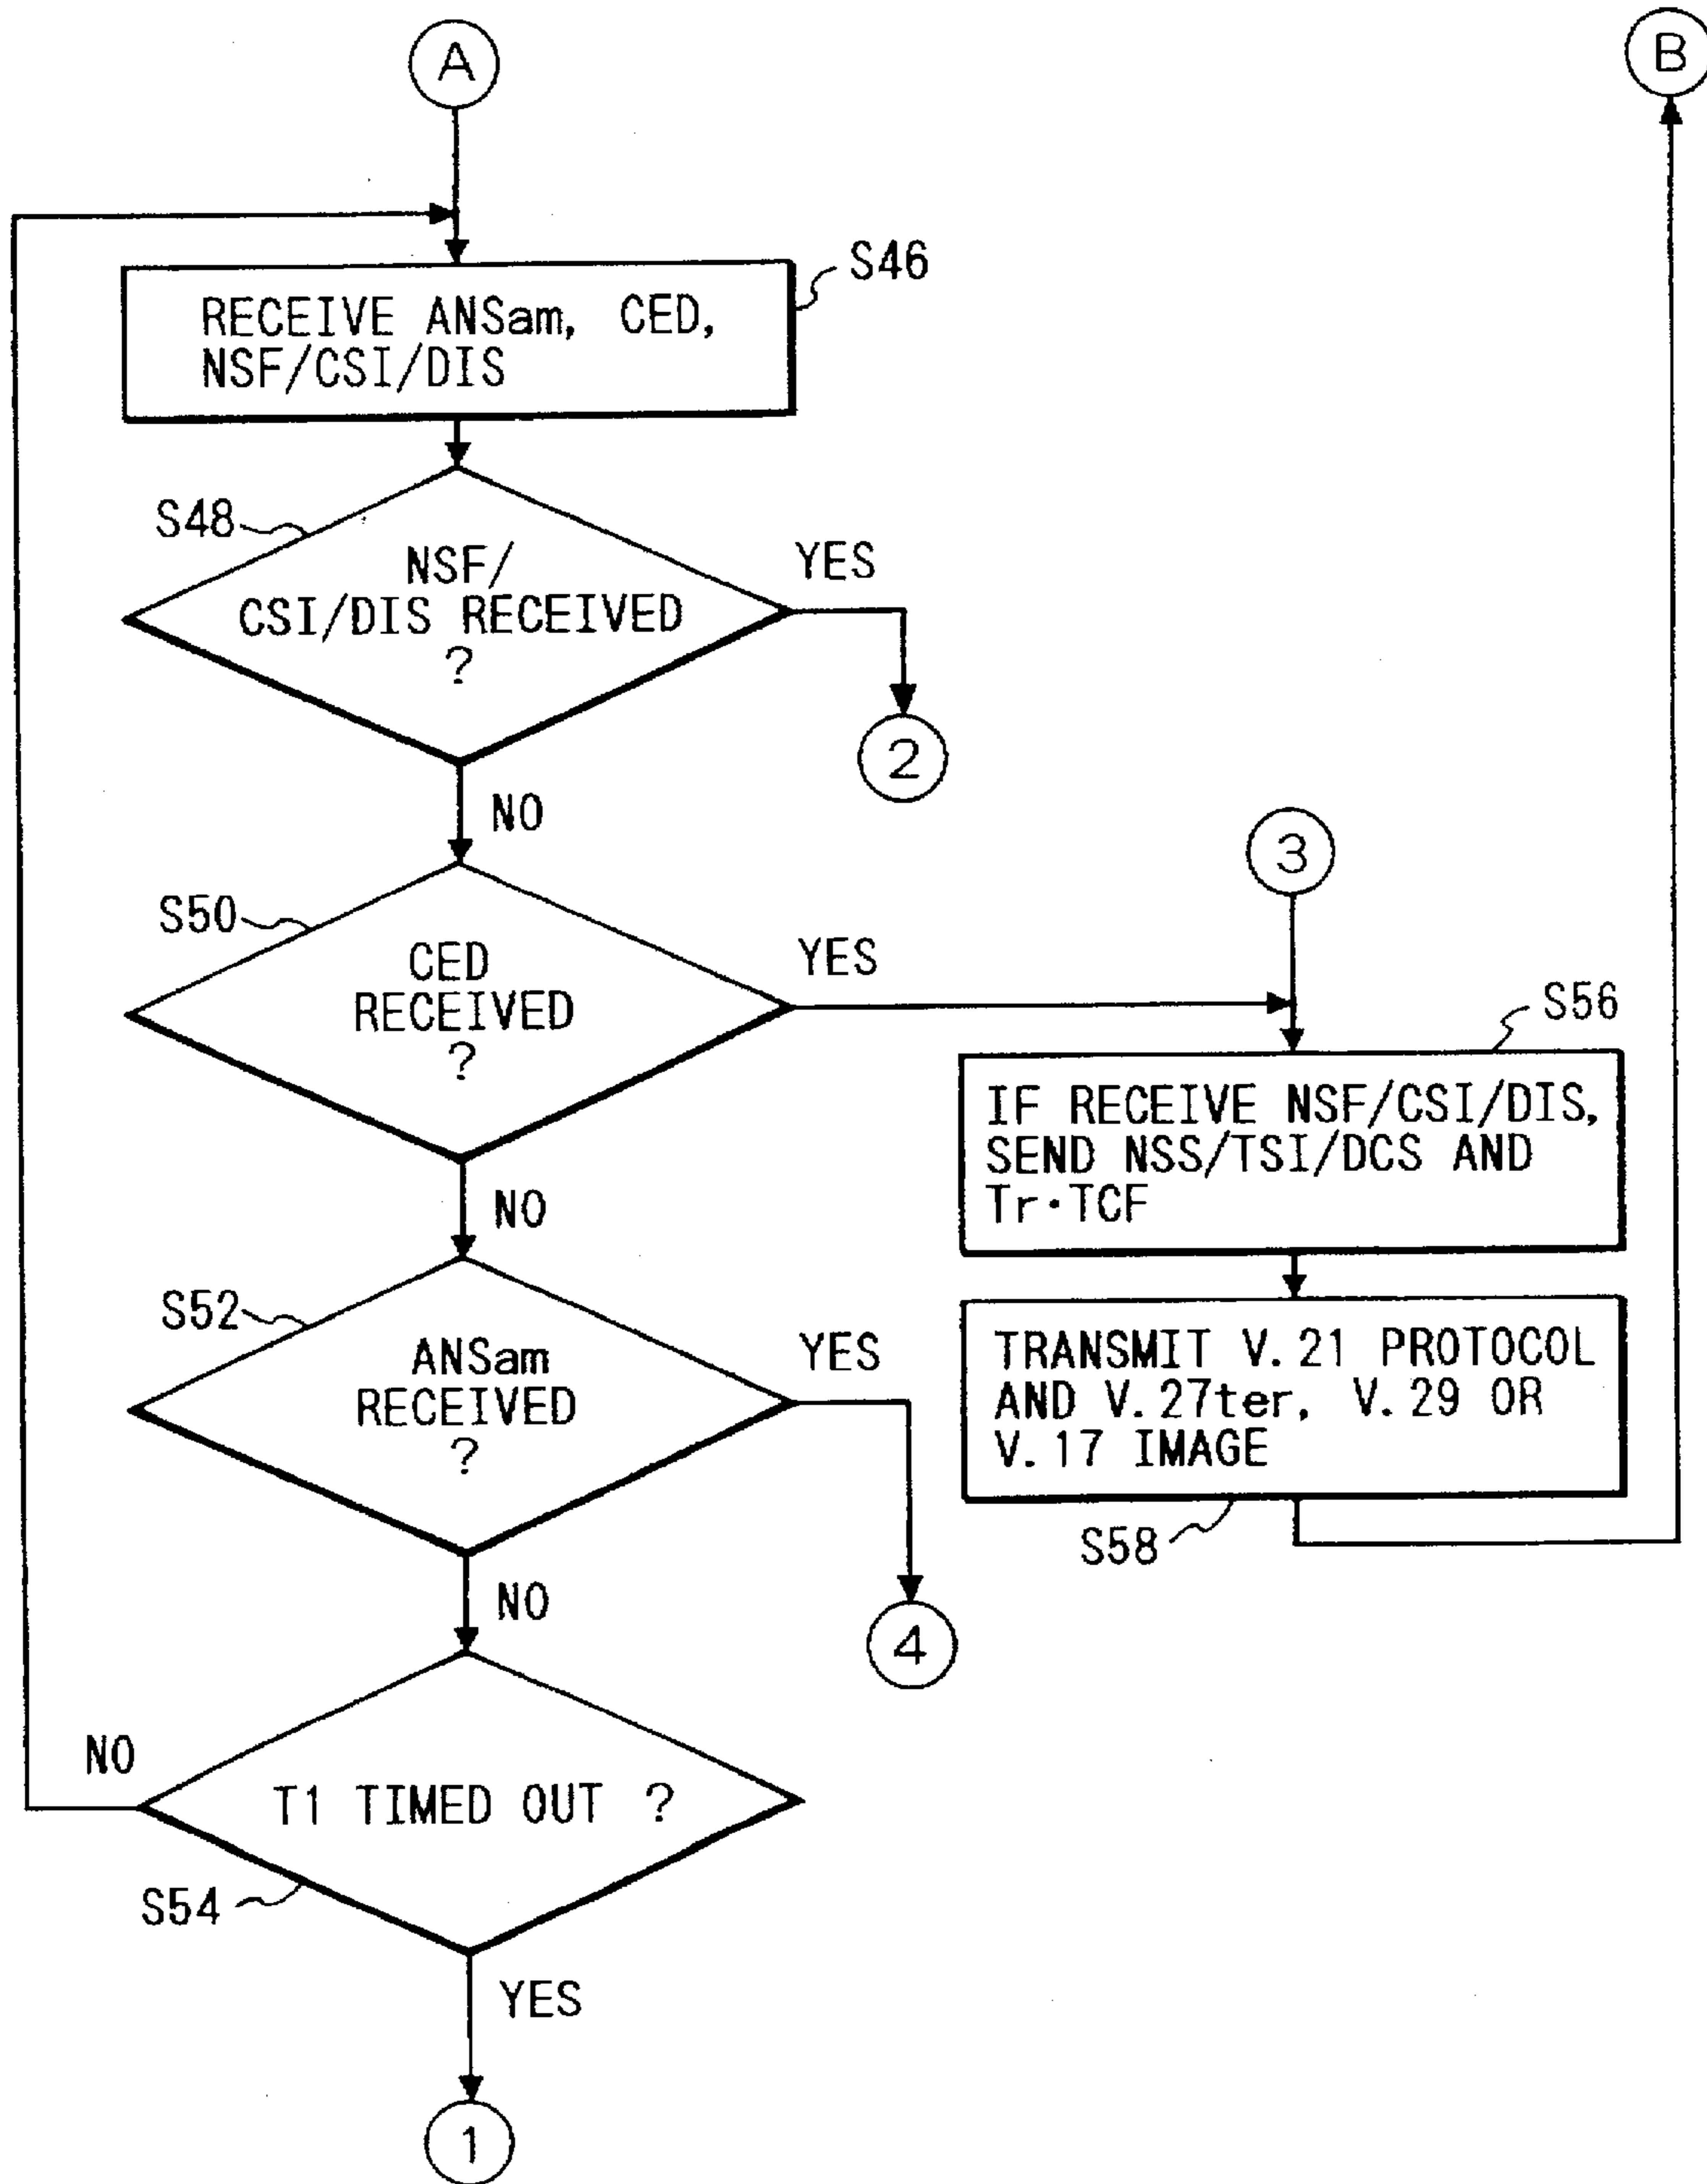 A
B
S46
RECEIVE ANSam, CED,
NSF/CSI/DIS
S48
NSF/
CSI/DIS RECEIVED
?
YES
2
NO
3
S50
CED
RECEIVED
?
YES
S56
IF RECEIVE NSF/CSI/DIS,
SEND NSS/TSI/DCS AND
Tr·TCF
NO
S52
ANSam
RECEIVED
?
YES
TRANSMIT V.21 PROTOCOL
AND V.27ter, V.29 OR
V.17 IMAGE
S58
NO
4
NO
T1 TIMED OUT ?
S54
YES
1